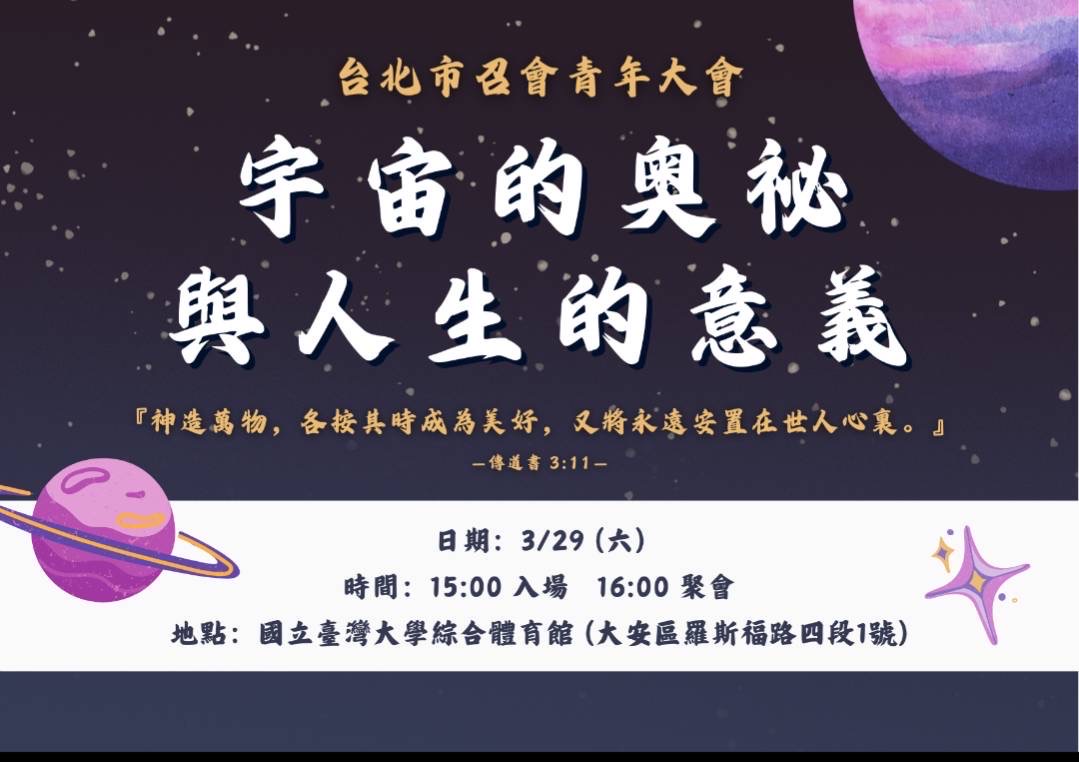 台北市召會青年大會
宇宙的奧祕
與人生的意義
『神造萬物，各按其時成為美好，又將永遠安置在世人心裏。』
—傳道書 3:11—
日期：3/29 (六)
時間：15:00 入場 16:00 聚會
地點：國立臺灣大學綜合體育館 (大安區羅斯福路四段1號)